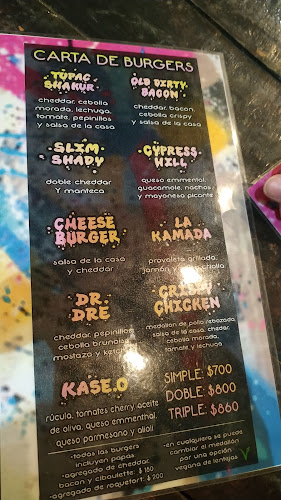 CARTA DE BURGERS
TUPAC
SHAKUR
cheddar, cebolla
morada, lechuga,
tomate, pepinillos
y salsa de la casa
OLD DIRTY
BACON
cheddar, bacon,
cebolla crispy
y salsa de la casa
SLIM
SHADY
doble cheddar
Y manteca
CYPRESS
HILL
queso emmental,
guacamole, nachos
y mayonesa picante
CHEESE
BURGER
salsa de la casa
y cheddar
LA
KAMADA
provoleta grillada,
jamón y
DR.
DRE
cheddar, pepinillos,
cebolla brunoise,
mostaza y ketchup
CRISPY
CHICKEN
medallon de pollo rebozado,
salsa de la casa, chedar,
cebolla morada,
tomate y lechuga
KASE.O
rúcula, tomates cherry, aceite
de oliva, queso emmenthal,
queso parmesano y alioli
SIMPLE: $700
DOBLE: $800
TRIPLE: $860
-todas las burgers
incluyen papas
-agregado de cheddar,
bacon y ciboulette: $180
-agregado de roquefort: $200
-en cualquiera se puede
cambiar el medallón
por una opción
vegana de lentejas V